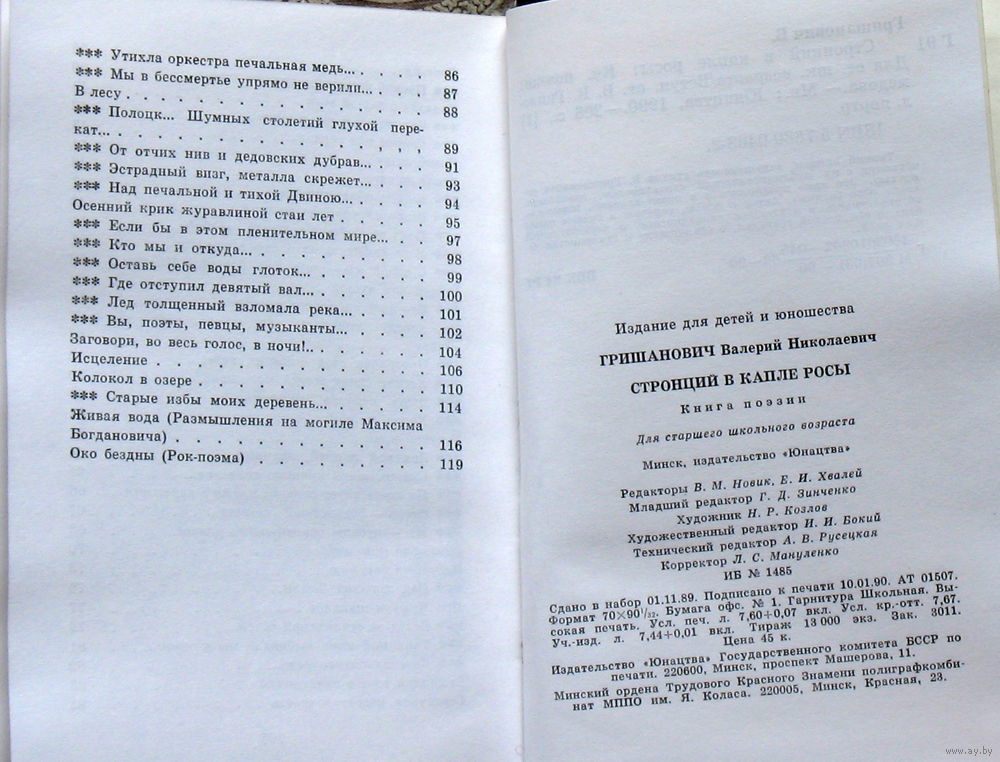 *** Утихла оркестра печальная медь... . . . . 86
*** Мы в бессмертье упрямо не верили... . . . 87
В лесу . . . . . . . . . . . . . . 88
*** Полоцк... Шумных столетий глухой пере-
кат... . . . . . . . . . . . . . , , , 89
*** От отчих нив и дедовских дубрав... . . . . 91
*** Эстрадный визг, металла скрежет... . . . . 93
*** Над печальной и тихой Двиною... . . . . . 94
Осенний крик журавлиной стаи лет . . . . . 95
*** Если бы в этом пленительном мире... . . 97
*** Кто мы и откуда... . . . . . . . . . 98
*** Оставь себе воды глоток... . . . . . . 99
*** Где отступил девятый вал... . . . . . . 100
*** Лед толщенный взломала река... . . . . 101
*** Вы, поэты, певцы, музыканты... . . . . 102
Заговори, во весь голос, в ночи!.. . . . . . 104
Исцеление . . . . . . . . . . . . . 106
Колокол в озере . . . . . . . . . . . 110
*** Старые избы моих деревень... . . . . . 114
Живая вода (Размышления на могиле Максима
Богдановича) . . . . . . . . . . . . 116
Око бездны (Рок-поэма) . . . . . . . . . 119
Издание для детей и юношества
ГРИШАНОВИЧ Валерий Николаевич
СТРОНЦИЙ В КАПЛЕ РОСЫ
Книга поэзии
Для старшего школьного возраста
Минск, издательство «Юнацтва»
Редакторы В. М. Новик, Е. И. Хвалей
Младший редактор Г. Д. Зинченко
Художник Н. Р. Козлов
Художественный редактор И. И. Бокий
Технический редактор А. В. Русецкая
Корректор Л. С. Мануленко
ИБ № 1485
Сдано в набор 01.11.89. Подписано к печати 10.01.90. АТ 01507.
Формат 70×90¹/₃₂. Бумага офс. № 1. Гарнитура Школьная. Вы-
сокая печать. Усл. печ. л. 7,60+0,07 вкл. Усл. кр.-отт. 7,67.
Уч.-изд. л. 7,44+0,01 вкл. Тираж 13 000 экз. Зак. 3011.
Цена 45 к.
Издательство «Юнацтва» Государственного комитета БССР по
печати. 220600, Минск, проспект Машерова, 11.
Минский ордена Трудового Красного Знамени полиграфкомби-
нат МППО им. Я. Коласа. 220005, Минск, Красная, 23.
www.ay.by